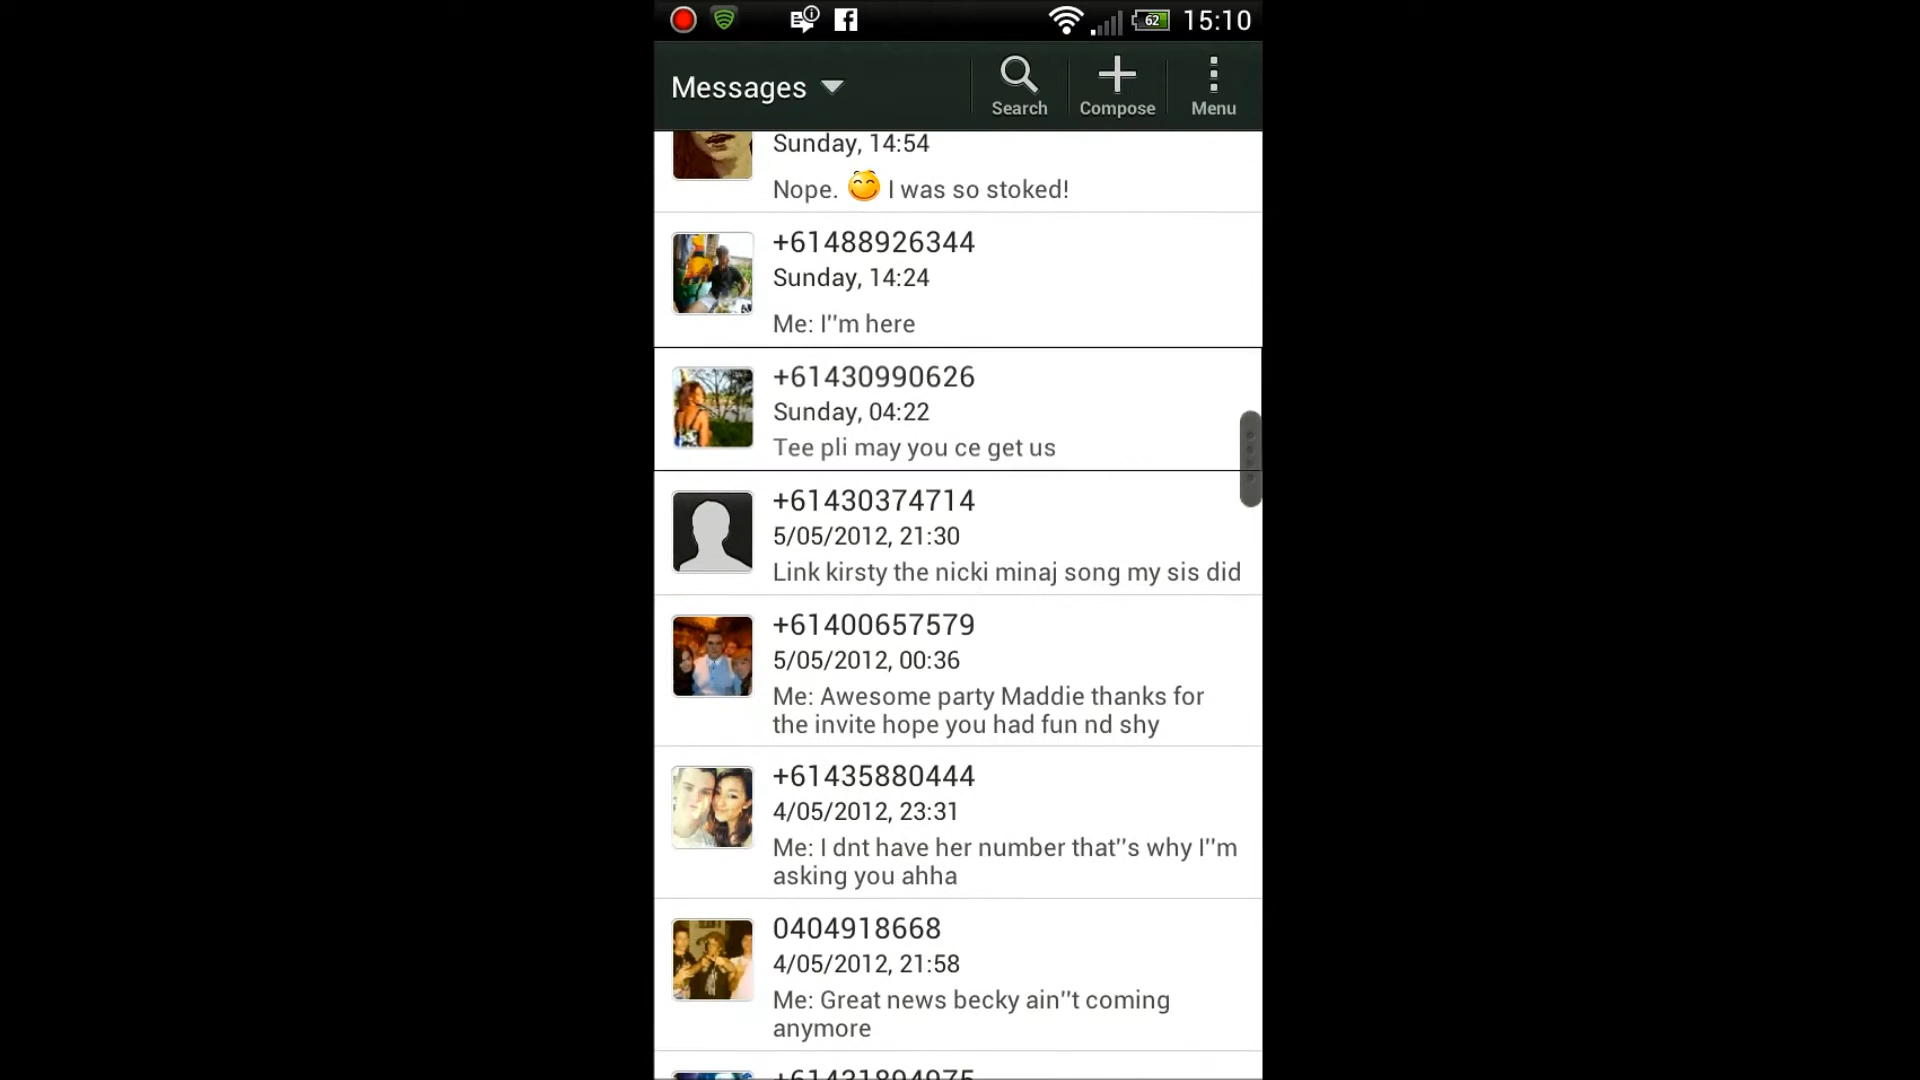 62 15:10
Messages
Search Compose Menu
Sunday, 14:54
Nope. I was so stoked!
+61488926344
Sunday, 14:24
Me: I''m here
+61430990626
Sunday, 04:22
Tee pli may you ce get us
+61430374714
5/05/2012, 21:30
Link kirsty the nicki minaj song my sis did
+61400657579
5/05/2012, 00:36
Me: Awesome party Maddie thanks for
the invite hope you had fun nd shy
+61435880444
4/05/2012, 23:31
Me: I dnt have her number that''s why I''m
asking you ahha
0404918668
4/05/2012, 21:58
Me: Great news becky ain''t coming
anymore